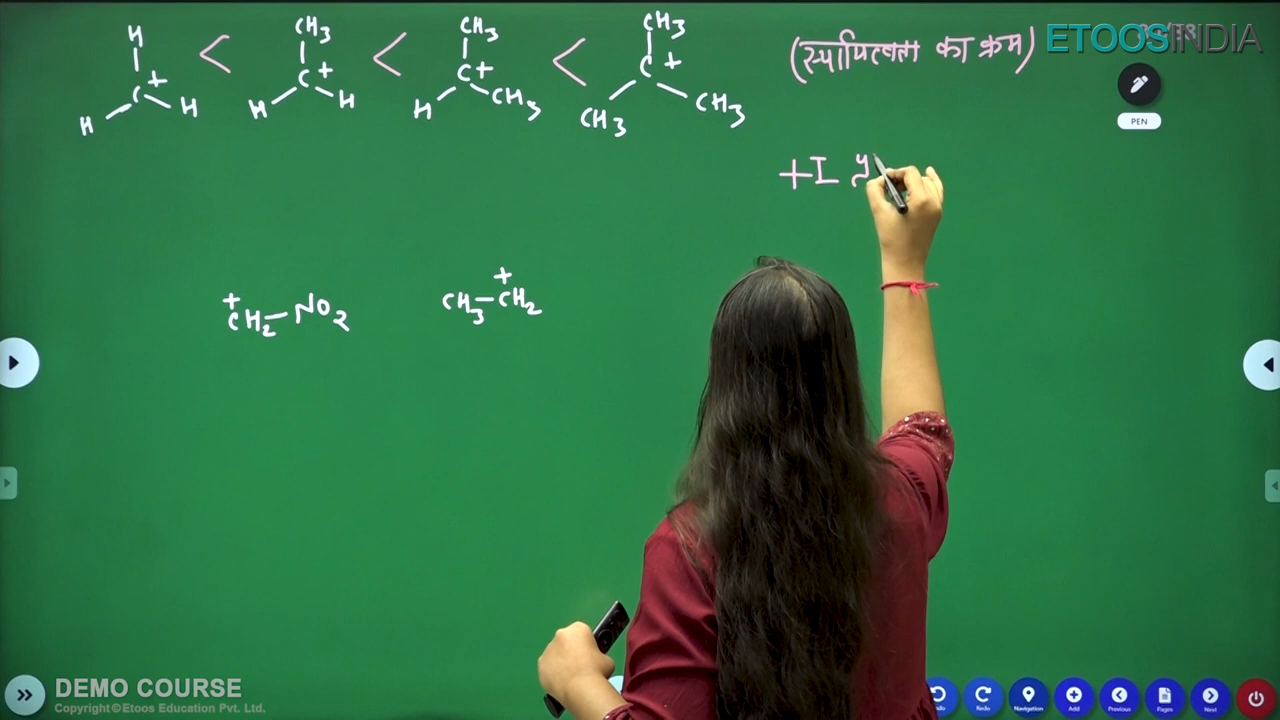 H
C +
H H
<
CH3
C +
H H
<
CH3
C +
H CH3
<
CH3
C +
CH3 CH3
(स्थायित्वता का क्रम)
ETOOSINDIA
PEN
+I
+
CH2-NO2
+
CH3-CH2
DEMO COURSE
Copyright © Etoos Education Pvt. Ltd.
Redo Navigation Add Previous Pages Next